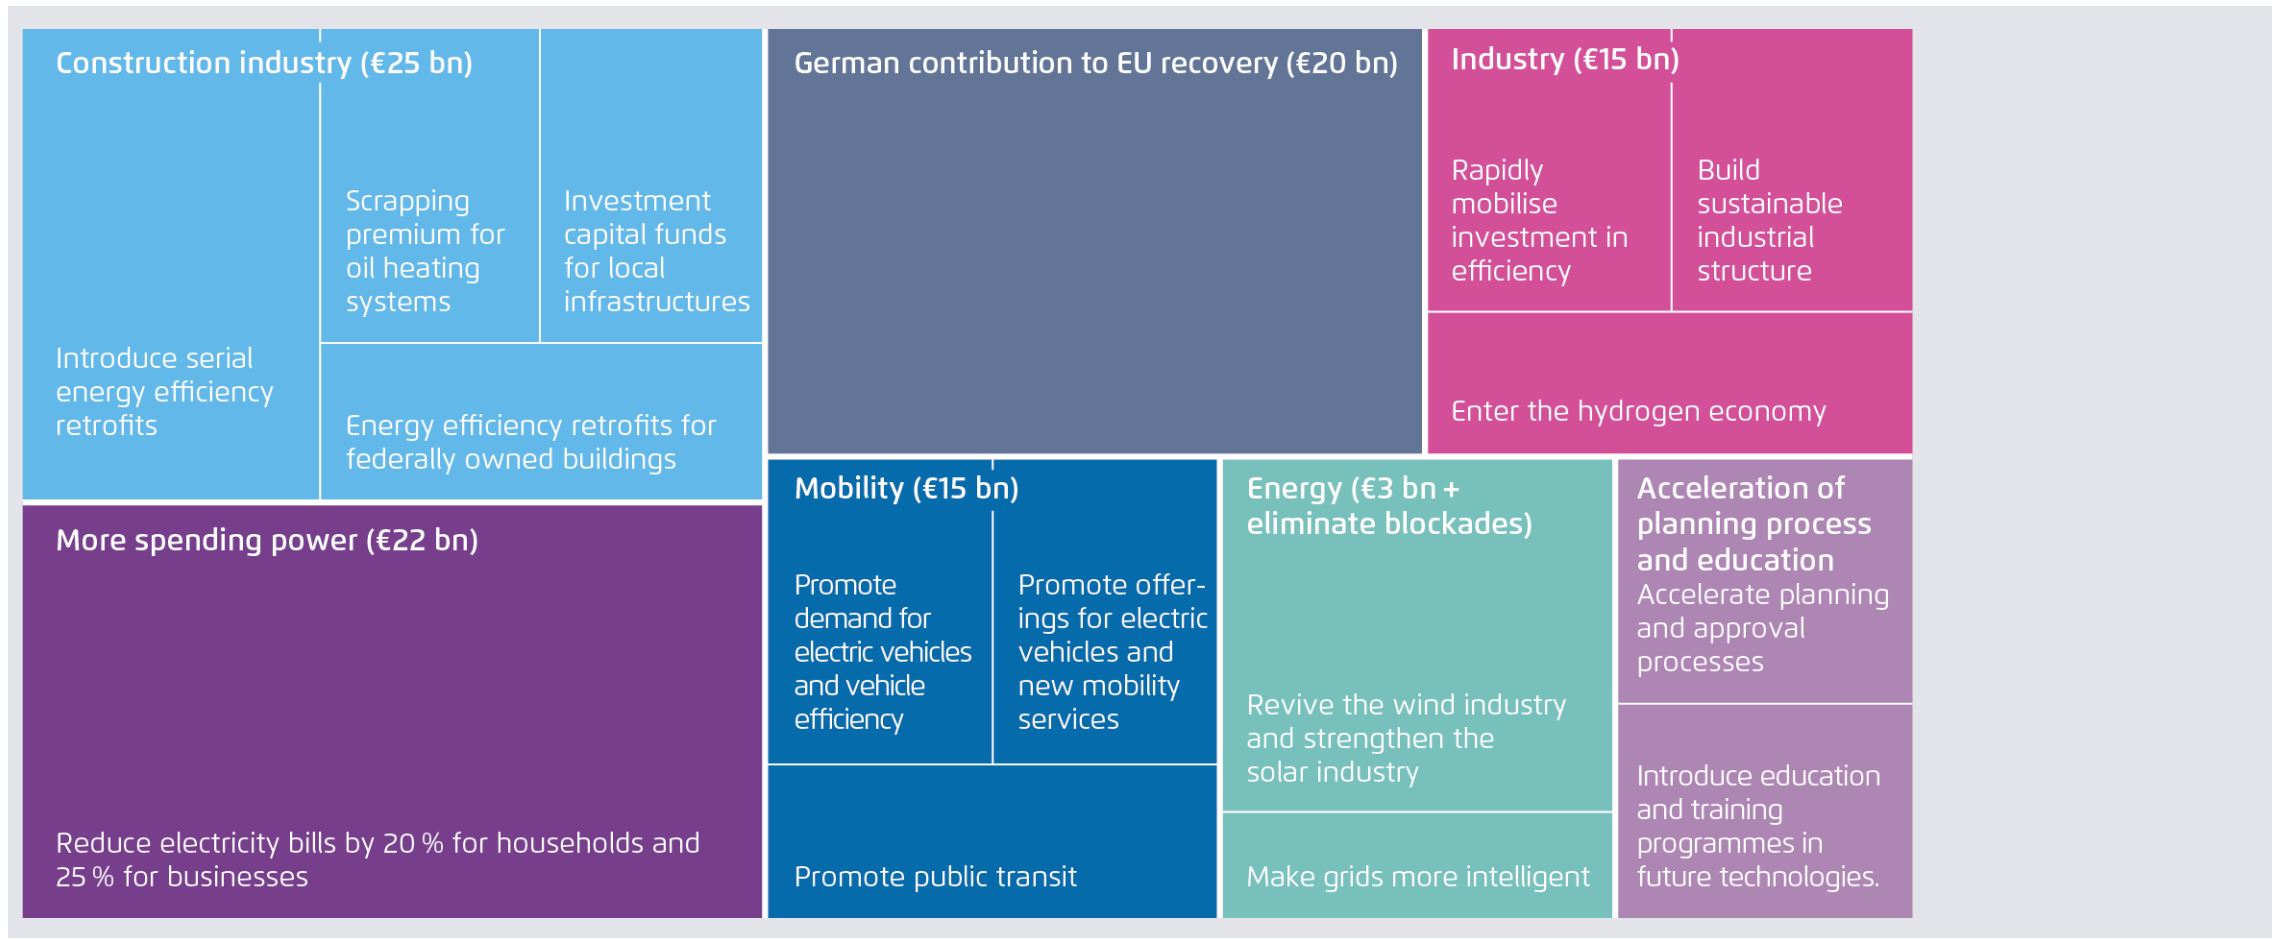 Construction industry (€25 bn)
Introduce serial
energy efficiency
retrofits
Scrapping
premium for
oil heating
systems
Investment
capital funds
for local
infrastructures
Energy efficiency retrofits for
federally owned buildings
More spending power (€22 bn)
Reduce electricity bills by 20 % for households and
25 % for businesses
German contribution to EU recovery (€20 bn)
Industry (€15 bn)
Rapidly
mobilise
investment in
efficiency
Build
sustainable
industrial
structure
Enter the hydrogen economy
Mobility (€15 bn)
Promote
demand for
electric vehicles
and vehicle
efficiency
Promote offer-
ings for electric
vehicles and
new mobility
services
Promote public transit
Energy (€3 bn +
eliminate blockades)
Revive the wind industry
and strengthen the
solar industry
Make grids more intelligent
Acceleration of
planning process
and education
Accelerate planning
and approval
processes
Introduce education
and training
programmes in
future technologies.